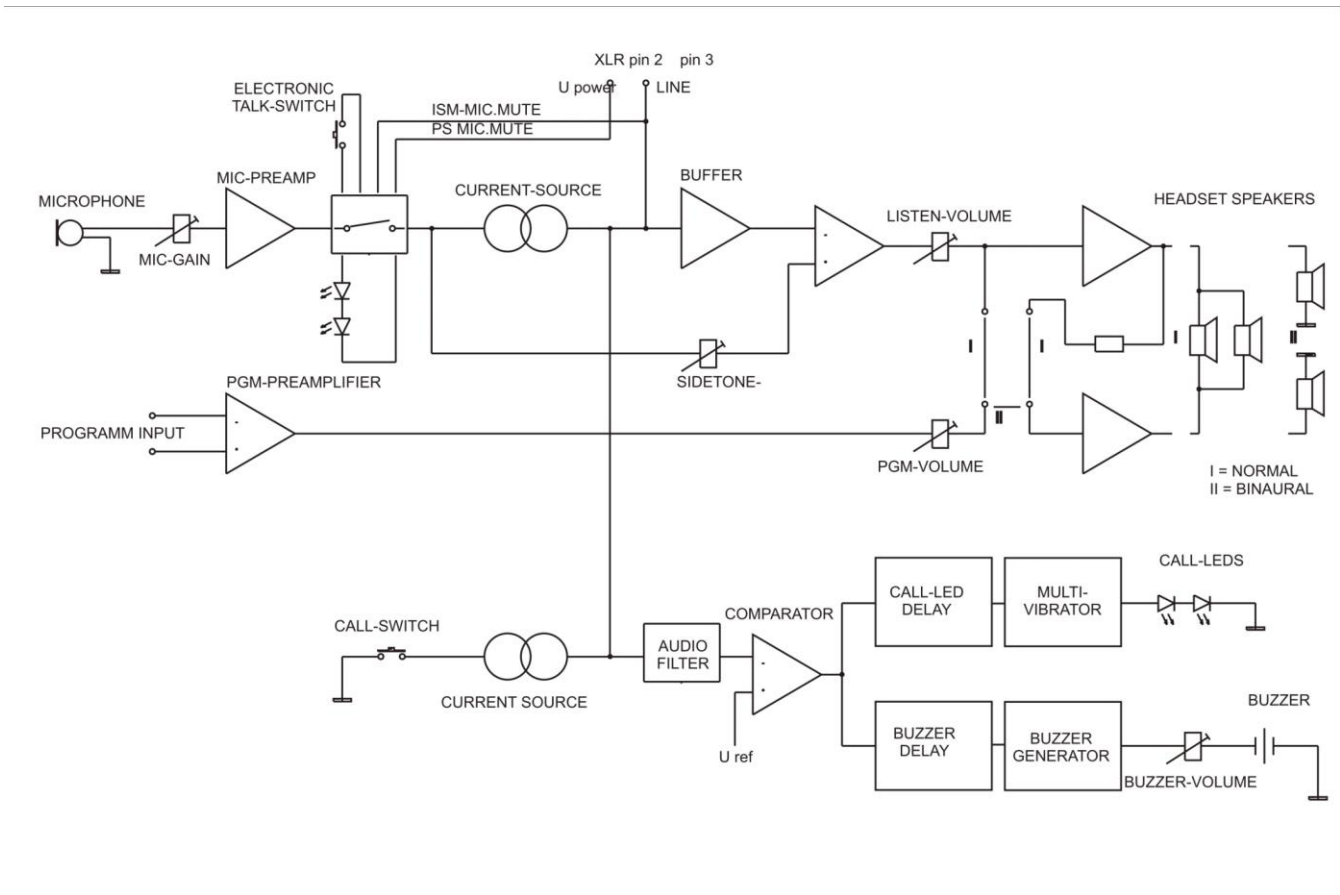 XLR pin 2 pin 3
U power LINE
ELECTRONIC
TALK-SWITCH
ISM-MIC.MUTE
PS MIC.MUTE
MIC-PREAMP
CURRENT-SOURCE
BUFFER
MICROPHONE
HEADSET SPEAKERS
LISTEN-VOLUME
MIC-GAIN
I
I
I
II
SIDETONE-
PGM-PREAMPLIFIER
II
PROGRAMM INPUT
PGM-VOLUME
I = NORMAL
II = BINAURAL
CALL-LEDS
CALL-LED
DELAY
MULTI-
VIBRATOR
COMPARATOR
CALL-SWITCH
AUDIO
FILTER
CURRENT SOURCE
BUZZER
BUZZER
DELAY
BUZZER
GENERATOR
U ref
BUZZER-VOLUME